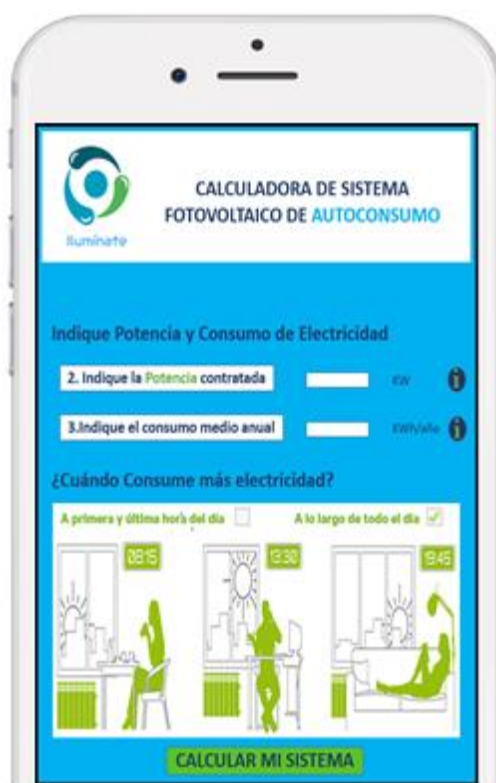 CALCULADORA DE SISTEMA
FOTOVOLTAICO DE AUTOCONSUMO
Ilumínate
Indique Potencia y Consumo de Electricidad
2. Indique la Potencia contratada
KW
i
3.Indique el consumo medio anual
KWh/año
i
¿Cuándo Consume más electricidad?
A primera y última hora del día
A lo largo de todo el día
08:15
13:30
19:45
CALCULAR MI SISTEMA